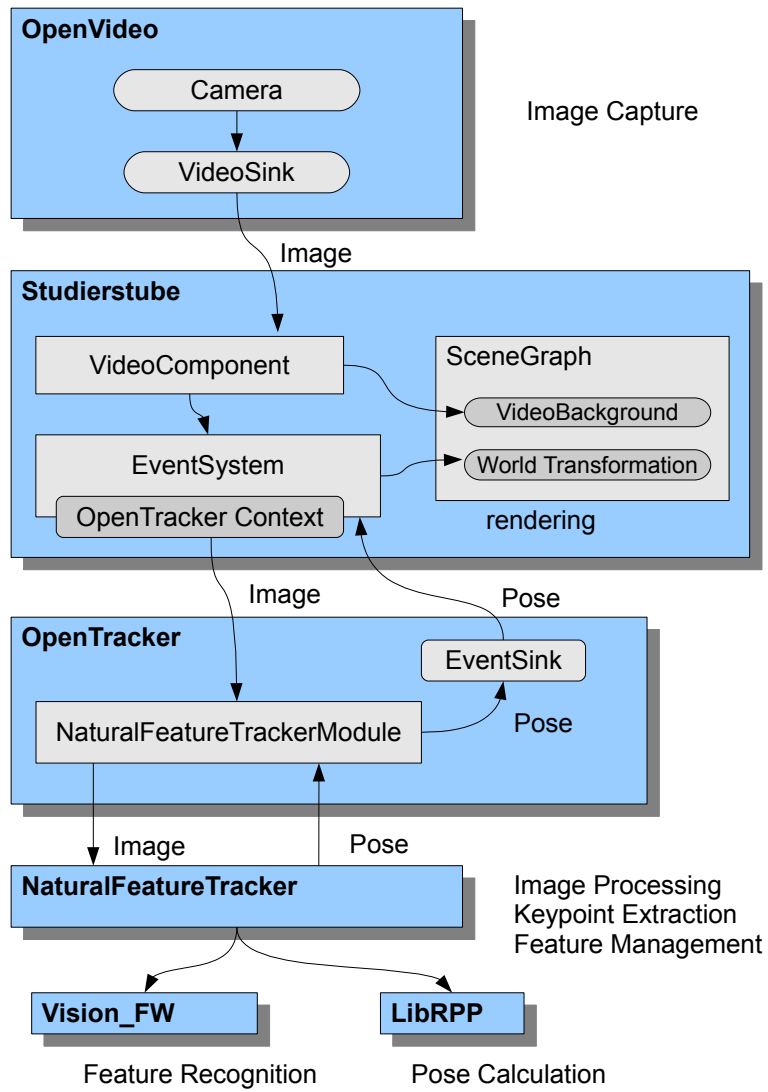 OpenVideo
Camera
Image Capture
VideoSink
Image
Studierstube
VideoComponent
SceneGraph
VideoBackground
EventSystem
World Transformation
OpenTracker Context
rendering
Image
Pose
OpenTracker
EventSink
NaturalFeatureTrackerModule
Pose
Image
Pose
NaturalFeatureTracker
Image Processing
Keypoint Extraction
Feature Management
Vision_FW
LibRPP
Feature Recognition
Pose Calculation